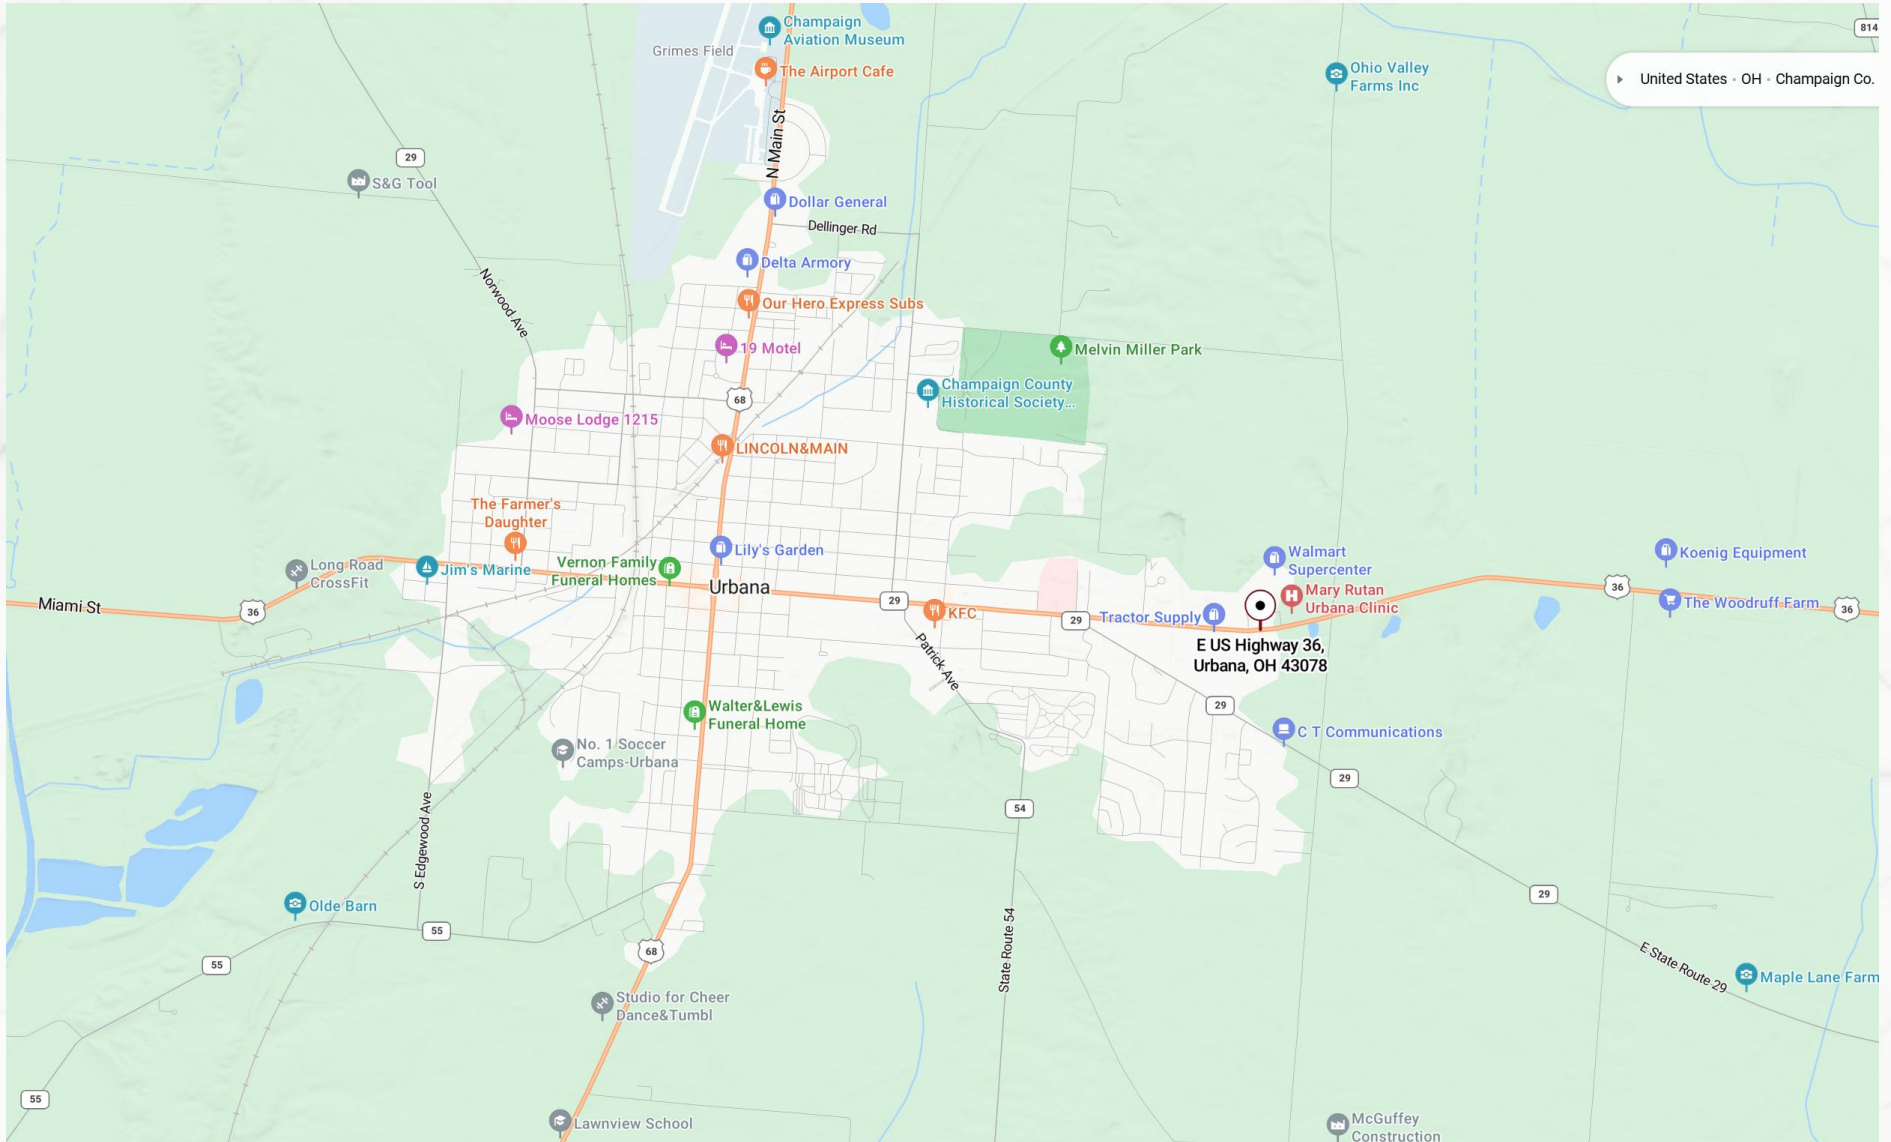 Champaign
Aviation Museum
Grimes Field
The Airport Cafe
Ohio Valley
Farms Inc
814
United States • OH • Champaign Co.
N Main St
29
S&G Tool
Dollar General
Dellinger Rd
Delta Armory
Norwood Ave
Our Hero Express Subs
19 Motel
Melvin Miller Park
Champaign County
Historical Society...
68
Moose Lodge 1215
LINCOLN&MAIN
The Farmer's
Daughter
Lily's Garden
Vernon Family
Funeral Homes
Long Road
CrossFit
Jim's Marine
Walmart
Supercenter
Koenig Equipment
Urbana
36
Mary Rutan
Urbana Clinic
The Woodruff Farm
36
Miami St
36
29
KFC
29
Tractor Supply
E US Highway 36,
Urbana, OH 43078
Patrick Ave
29
Walter&Lewis
Funeral Home
C T Communications
No. 1 Soccer
Camps-Urbana
29
54
S Edgewood Ave
29
Olde Barn
55
55
68
State Route 54
E State Route 29
Maple Lane Farm
Studio for Cheer
Dance&Tumbl
55
Lawnview School
McGuffey
Construction